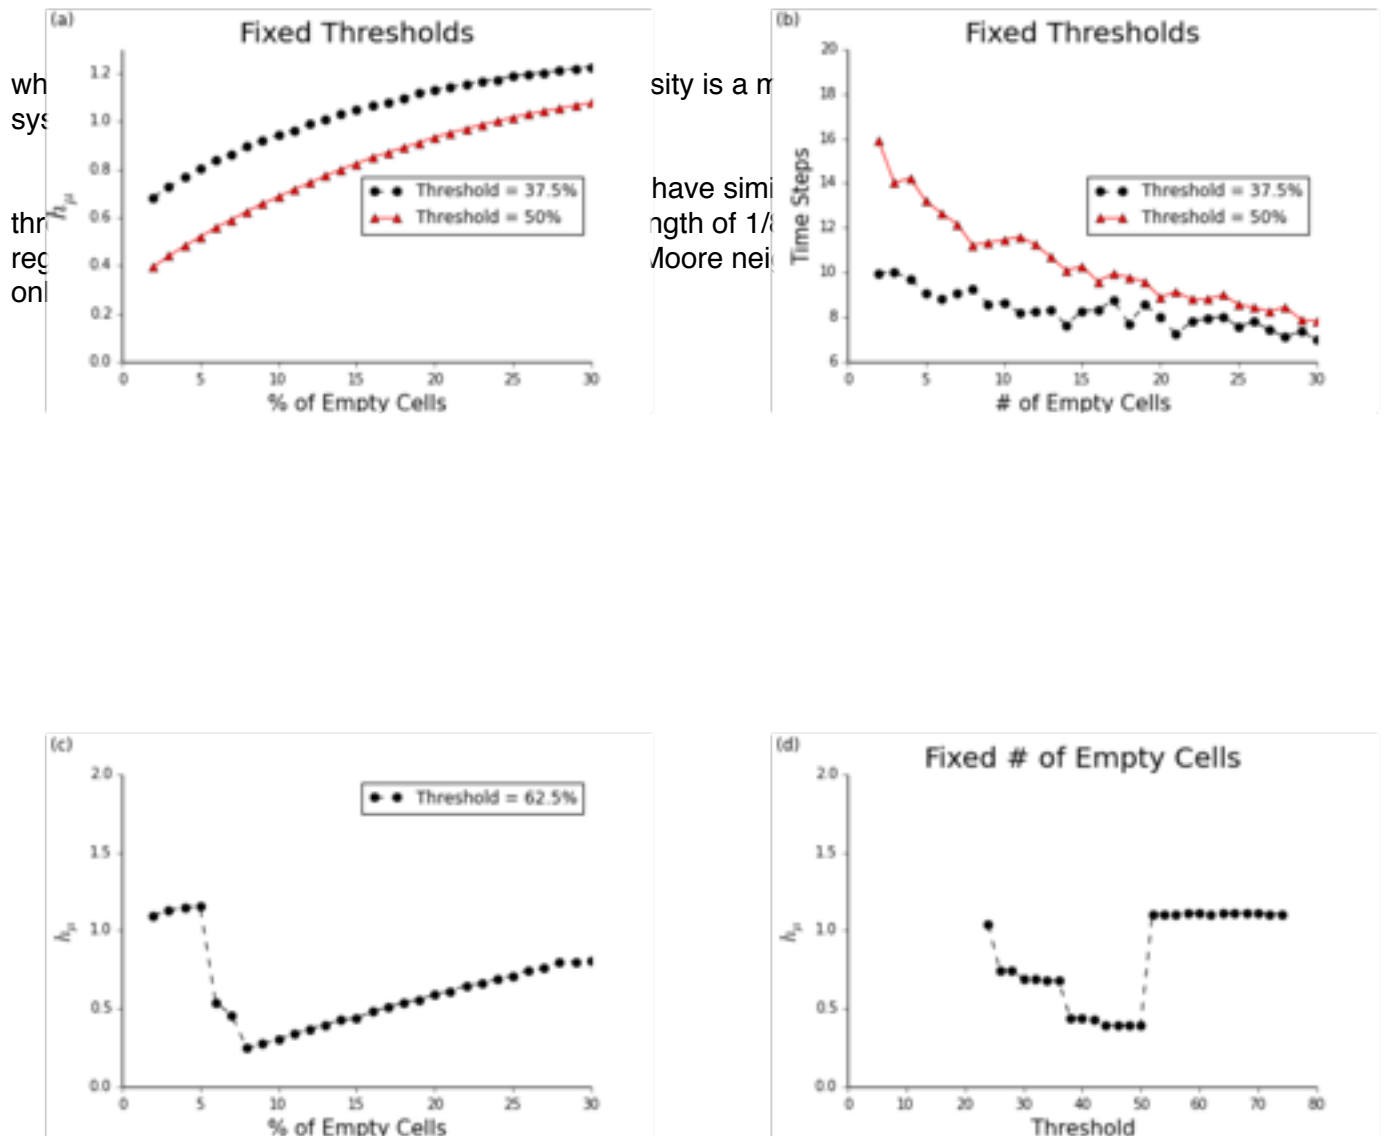 (a)
Fixed Thresholds
1.2
1.0
0.8
0.6
0.4
0.2
0.0
hμ
Threshold = 37.5%
Threshold = 50%
0 5 10 15 20 25 30
% of Empty Cells
wh
sys
thr
reg
onl
sity is a m
have simi
ngth of 1/8
Moore neig
(b)
Fixed Thresholds
20
18
16
14
12
10
8
6
Time Steps
Threshold = 37.5%
Threshold = 50%
0 5 10 15 20 25 30
# of Empty Cells
(c)
2.0
1.5
1.0
0.5
0.0
hμ
Threshold = 62.5%
0 5 10 15 20 25 30
% of Empty Cells
(d)
Fixed # of Empty Cells
2.0
1.5
1.0
0.5
0.0
hμ
0 10 20 30 40 50 60 70 80
Threshold